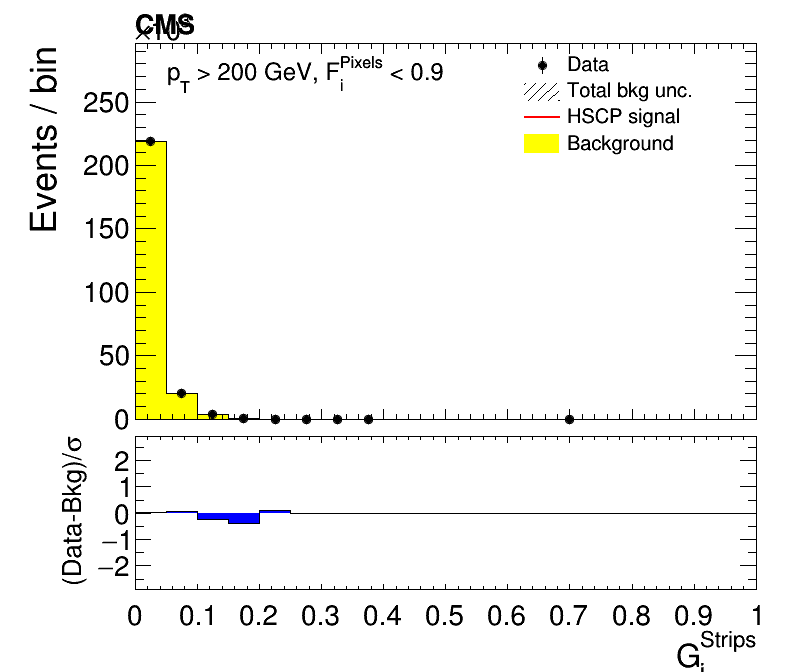 CMS
×10³
p_T > 200 GeV, F_i^Pixels < 0.9
Data
Total bkg unc.
HSCP signal
Background
Events / bin
250
200
150
100
50
0
(Data-Bkg)/σ
2
1
0
−1
−2
0 0.1 0.2 0.3 0.4 0.5 0.6 0.7 0.8 0.9 1
G_i^Strips